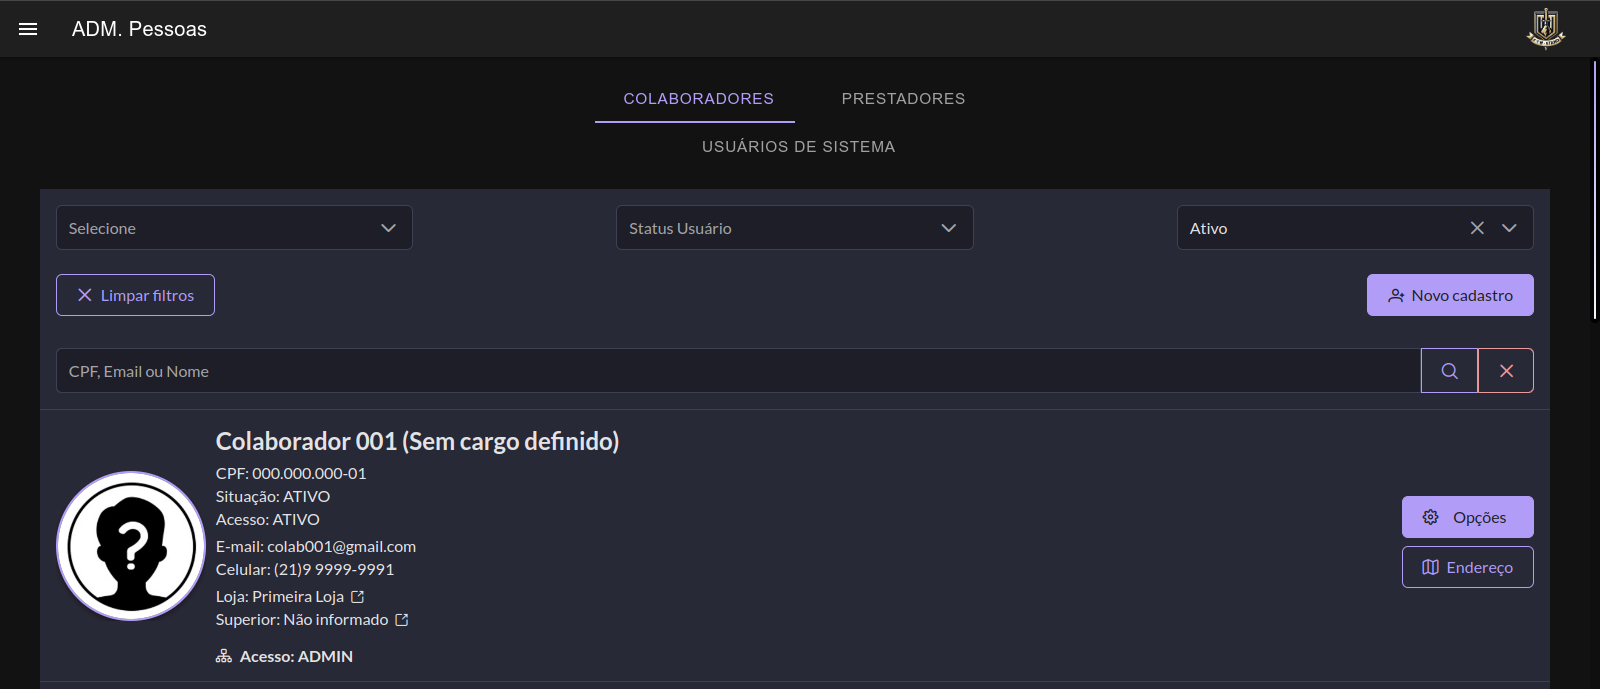 ADM. Pessoas
COLABORADORES
PRESTADORES
USUÁRIOS DE SISTEMA
Selecione
Status Usuário
Ativo
Limpar filtros
Novo cadastro
CPF, Email ou Nome
Colaborador 001 (Sem cargo definido)
CPF: 000.000.000-01
Situação: ATIVO
Acesso: ATIVO
E-mail: colab001@gmail.com
Celular: (21)9 9999-9991
Loja: Primeira Loja
Superior: Não informado
Acesso: ADMIN
Opções
Endereço